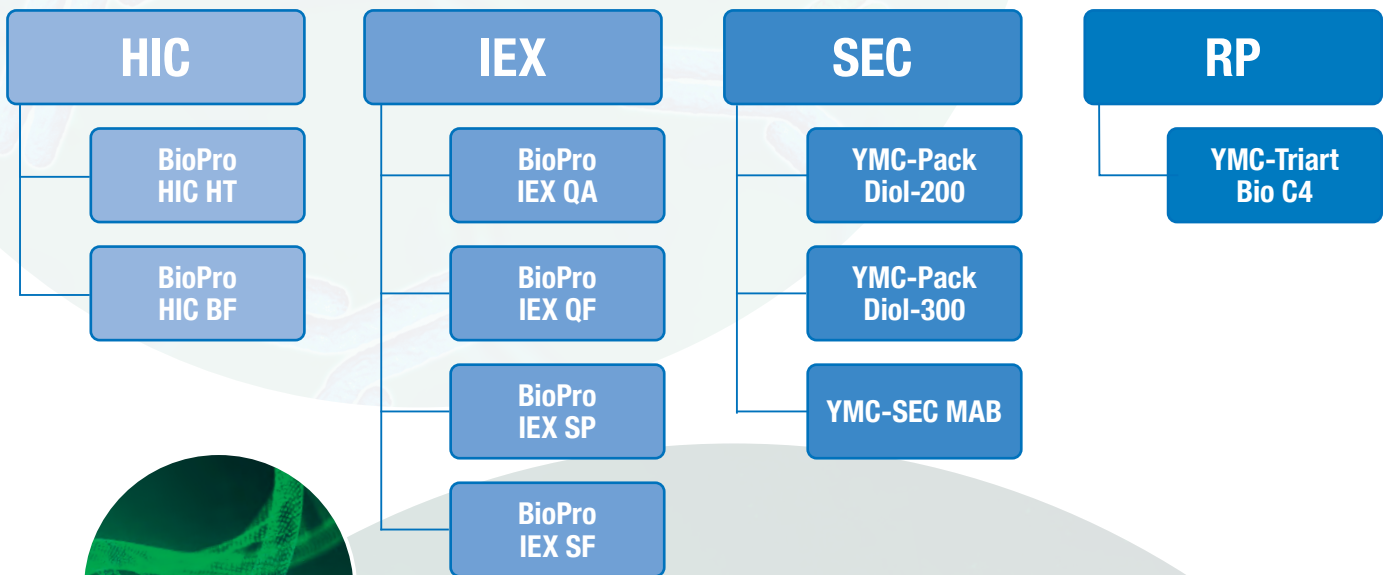 HIC
BioPro
HIC HT
BioPro
HIC BF
IEX
BioPro
IEX QA
BioPro
IEX QF
BioPro
IEX SP
BioPro
IEX SF
SEC
YMC-Pack
Diol-200
YMC-Pack
Diol-300
YMC-SEC MAB
RP
YMC-Triart
Bio C4